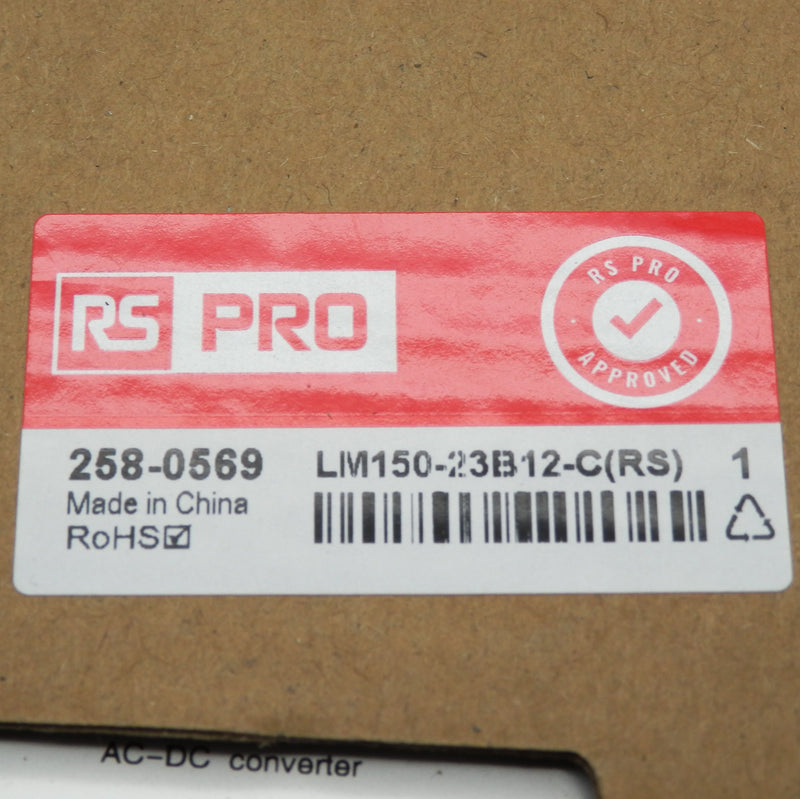 RS PRO
RS PRO
APPROVED
258-0569 LM150-23B12-C(RS) 1
Made in China
RoHS☑
AC-DC converter